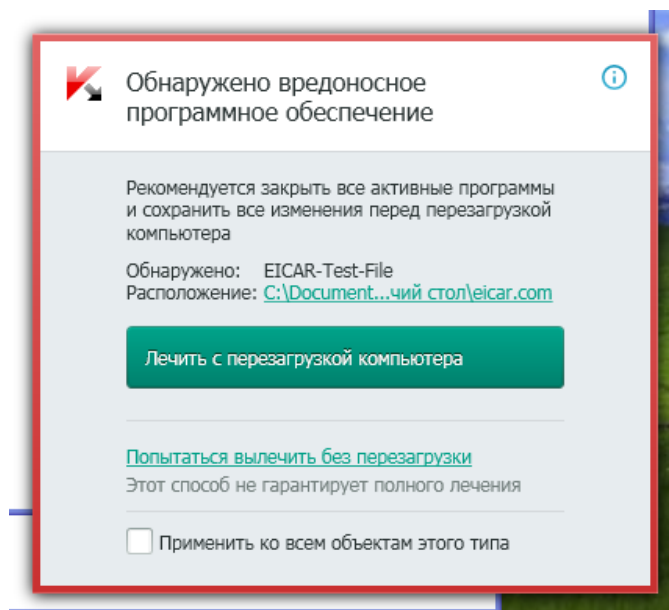 Обнаружено вредоносное
программное обеспечение
Рекомендуется закрыть все активные программы
и сохранить все изменения перед перезагрузкой
компьютера
Обнаружено: EICAR-Test-File
Расположение: C:\Document...чий стол\eicar.com
Лечить с перезагрузкой компьютера
Попытаться вылечить без перезагрузки
Этот способ не гарантирует полного лечения
Применить ко всем объектам этого типа